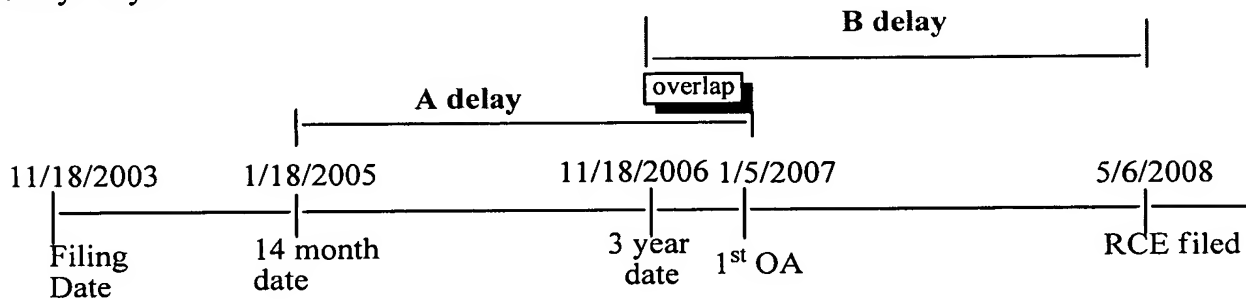 B delay
overlap
A delay
11/18/2003 1/18/2005 11/18/2006 1/5/2007 5/6/2008
Filing Date
14 month date
3 year date
1st OA
RCE filed